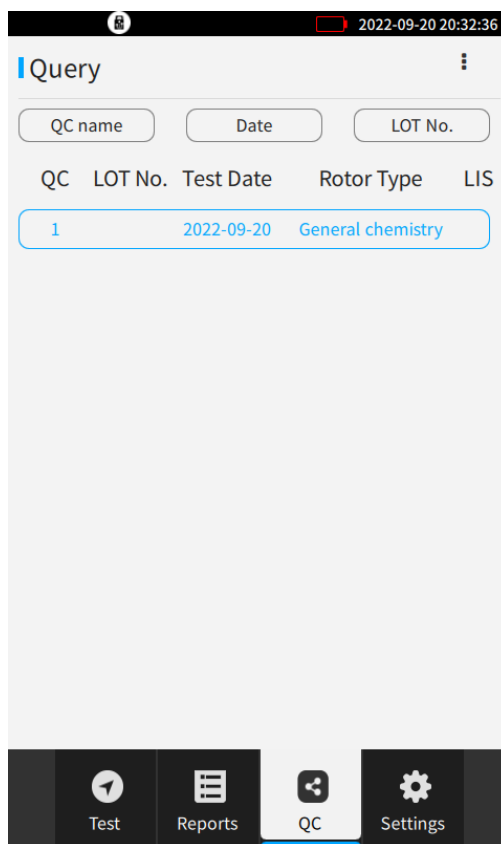 2022-09-20 20:32:36
Query
QC name Date LOT No.
QC LOT No. Test Date Rotor Type LIS
1 2022-09-20 General chemistry
Test Reports QC Settings